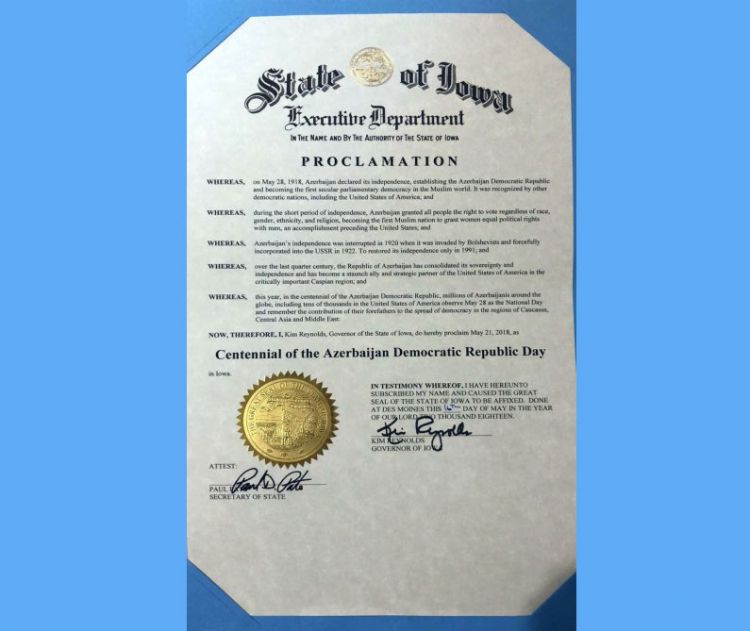 State of Iowa
Executive Department
IN THE NAME AND BY THE AUTHORITY OF THE STATE OF IOWA
PROCLAMATION
WHEREAS, on May 28, 1918, Azerbaijan declared its independence, establishing the Azerbaijan Democratic Republic
and becoming the first secular parliamentary democracy in the Muslim world. It was recognized by other
democratic nations, including the United States of America; and
WHEREAS, during the short period of independence, Azerbaijan granted all people the right to vote regardless of race,
gender, ethnicity, and religion, becoming the first Muslim nation to grant women equal political rights
with men, an accomplishment preceding the United States; and
WHEREAS, Azerbaijan's independence was interrupted in 1920 when it was invaded by Bolshevists and forcefully
incorporated into the USSR in 1922. To restored its independence only in 1991; and
WHEREAS, over the last quarter century, the Republic of Azerbaijan has consolidated its sovereignty and
independence and has become a staunch ally and strategic partner of the United States of America in the
critically important Caspian region; and
WHEREAS, this year, in the centennial of the Azerbaijan Democratic Republic, millions of Azerbaijanis around the
globe, including tens of thousands in the United States of America observe May 28 as the National Day
and remember the contribution of their forefathers to the spread of democracy in the regions of Caucasus,
Central Asia and Middle East:
NOW, THEREFORE, I, Kim Reynolds, Governor of the State of Iowa, do hereby proclaim May 21, 2018, as
Centennial of the Azerbaijan Democratic Republic Day
in Iowa.
THE GREAT SEAL OF THE STATE OF IOWA
IN TESTIMONY WHEREOF, I HAVE HEREUNTO
SUBSCRIBED MY NAME AND CAUSED THE GREAT
SEAL OF THE STATE OF IOWA TO BE AFFIXED. DONE
AT DES MOINES THIS 16th DAY OF MAY IN THE YEAR
OF OUR LORD TWO THOUSAND EIGHTEEN.
Kim Reynolds
KIM REYNOLDS
GOVERNOR OF IOWA
ATTEST:
Paul D. Pate
PAUL
SECRETARY OF STATE